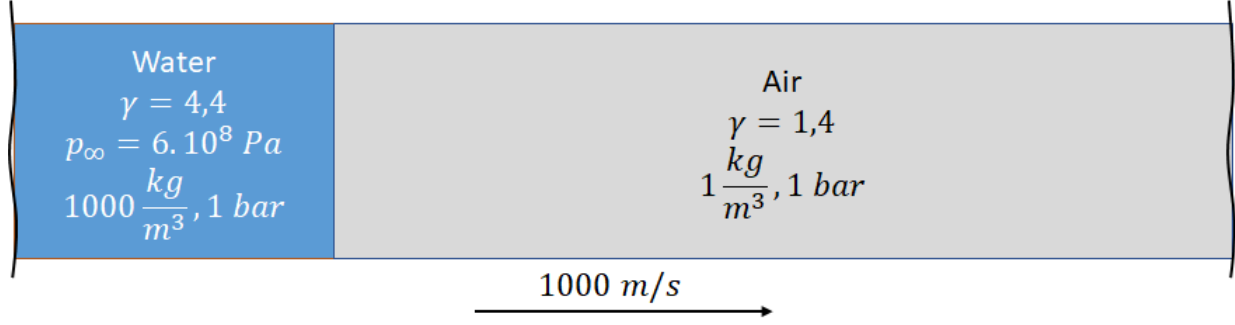 Water
γ = 4,4
p∞ = 6. 10⁸ Pa
1000 kg/m³, 1 bar
Air
γ = 1,4
1 kg/m³, 1 bar
1000 m/s